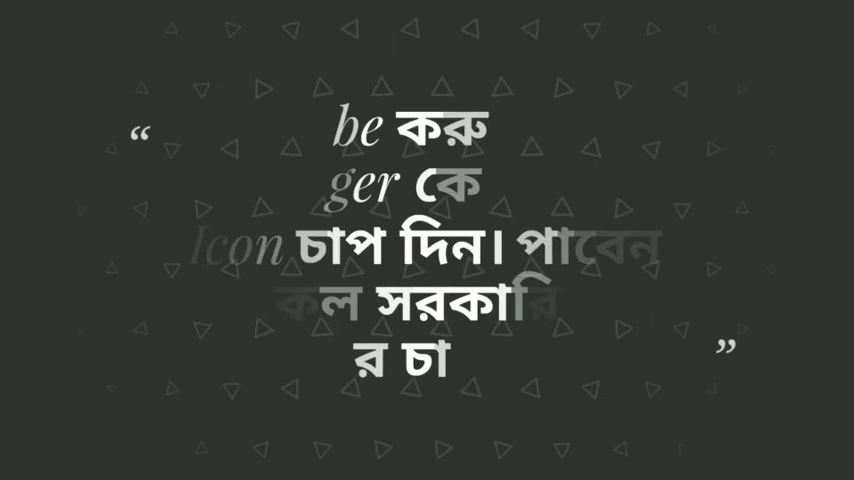 “
be করু
ger কে
Icon চাপ দিন। পাবেন
কল সরকারি
র চা
”